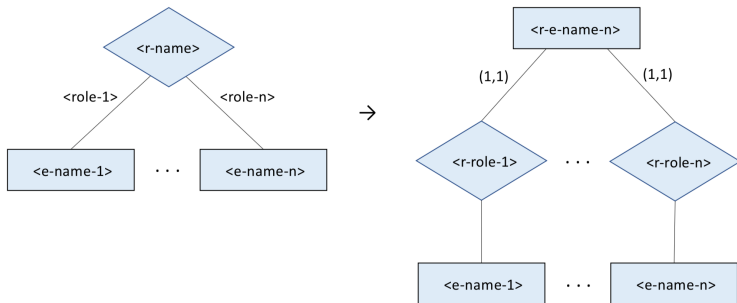 <r-name>
<role-1>
<role-n>
<e-name-1>
. . .
<e-name-n>
→
<r-e-name-n>
(1,1)
(1,1)
<r-role-1>
. . .
<r-role-n>
<e-name-1>
. . .
<e-name-n>